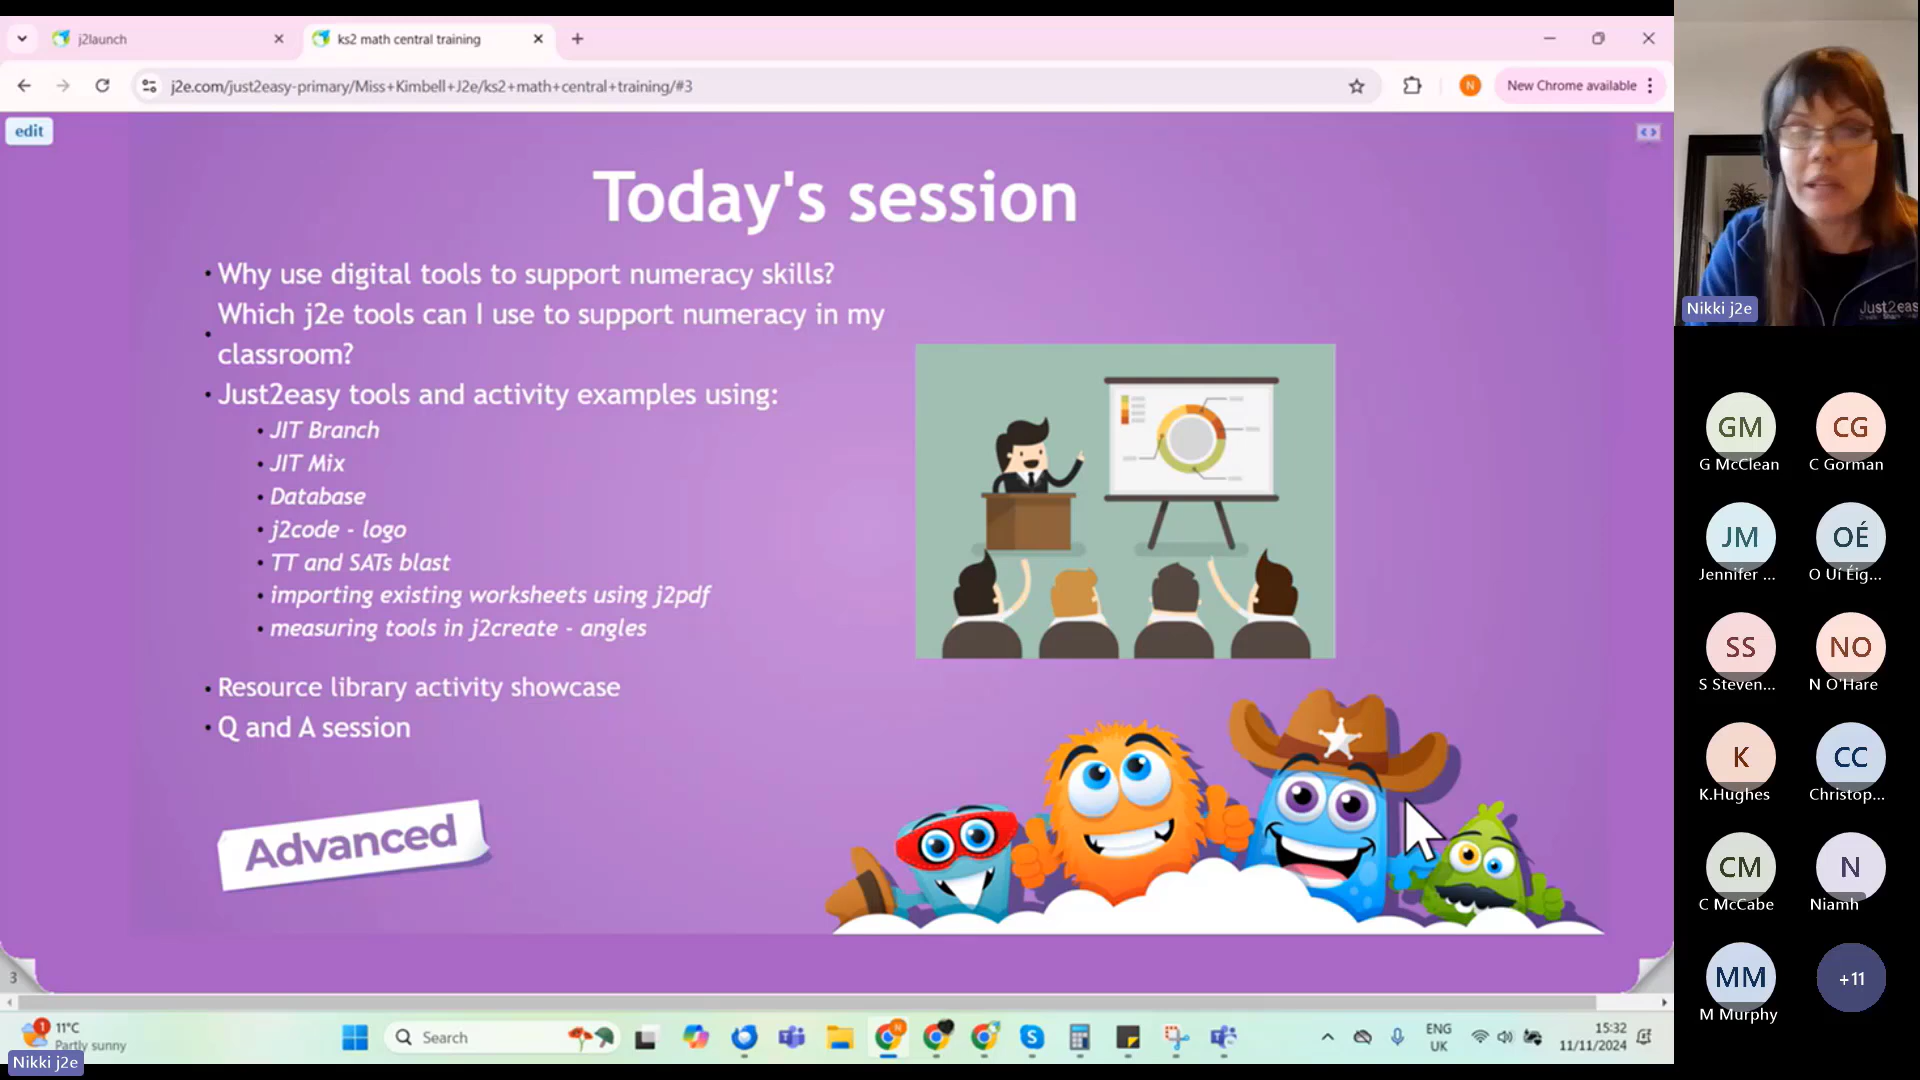 j2launch
ks2 math central training
j2e.com/just2easy-primary/Miss+Kimbell+J2e/ks2+math+central+training/#3
N
New Chrome available
edit
Today's session
Why use digital tools to support numeracy skills?
Which j2e tools can I use to support numeracy in my
classroom?
Just2easy tools and activity examples using:
JIT Branch
JIT Mix
Database
j2code - logo
TT and SATs blast
importing existing worksheets using j2pdf
measuring tools in j2create - angles
Resource library activity showcase
Q and A session
Advanced
3
Nikki j2e
Just2eas
GM
G McClean
CG
C Gorman
JM
Jennifer ...
OÉ
O Uí Éig...
SS
S Steven...
NO
N O'Hare
K
K.Hughes
CC
Christop...
CM
C McCabe
N
Niamh
MM
M Murphy
+11
1
11°C
Partly sunny
Search
ENG
UK
15:32
11/11/2024
Nikki j2e